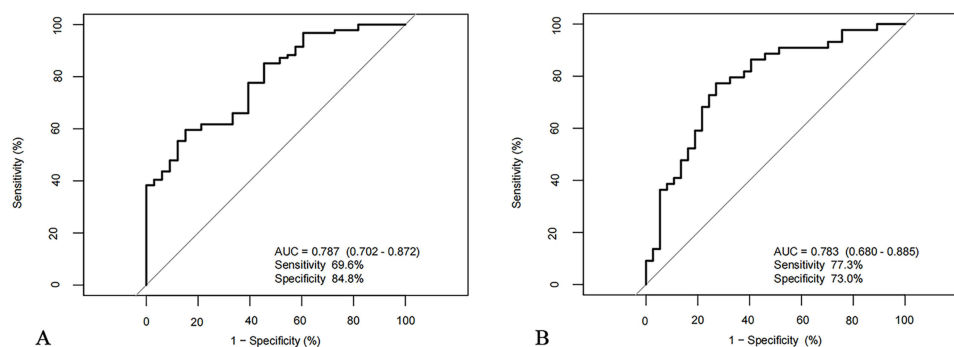 100
80
60
40
20
0
Sensitivity (%)
AUC = 0.787 (0.702 - 0.872)
Sensitivity 69.6%
Specificity 84.8%
0 20 40 60 80 100
1 − Specificity (%)
A
100
80
60
40
20
0
Sensitivity (%)
AUC = 0.783 (0.680 - 0.885)
Sensitivity 77.3%
Specificity 73.0%
0 20 40 60 80 100
1 − Specificity (%)
B